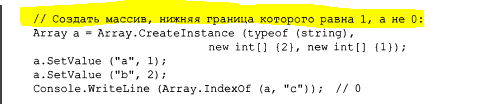 // Создать массив, нижняя граница которого равна 1, а не 0:
Array a = Array.CreateInstance (typeof (string),
new int[] {2}, new int[] {1});
a.SetValue ("a", 1);
a.SetValue ("b", 2);
Console.WriteLine (Array.IndexOf (a, "c")); // 0